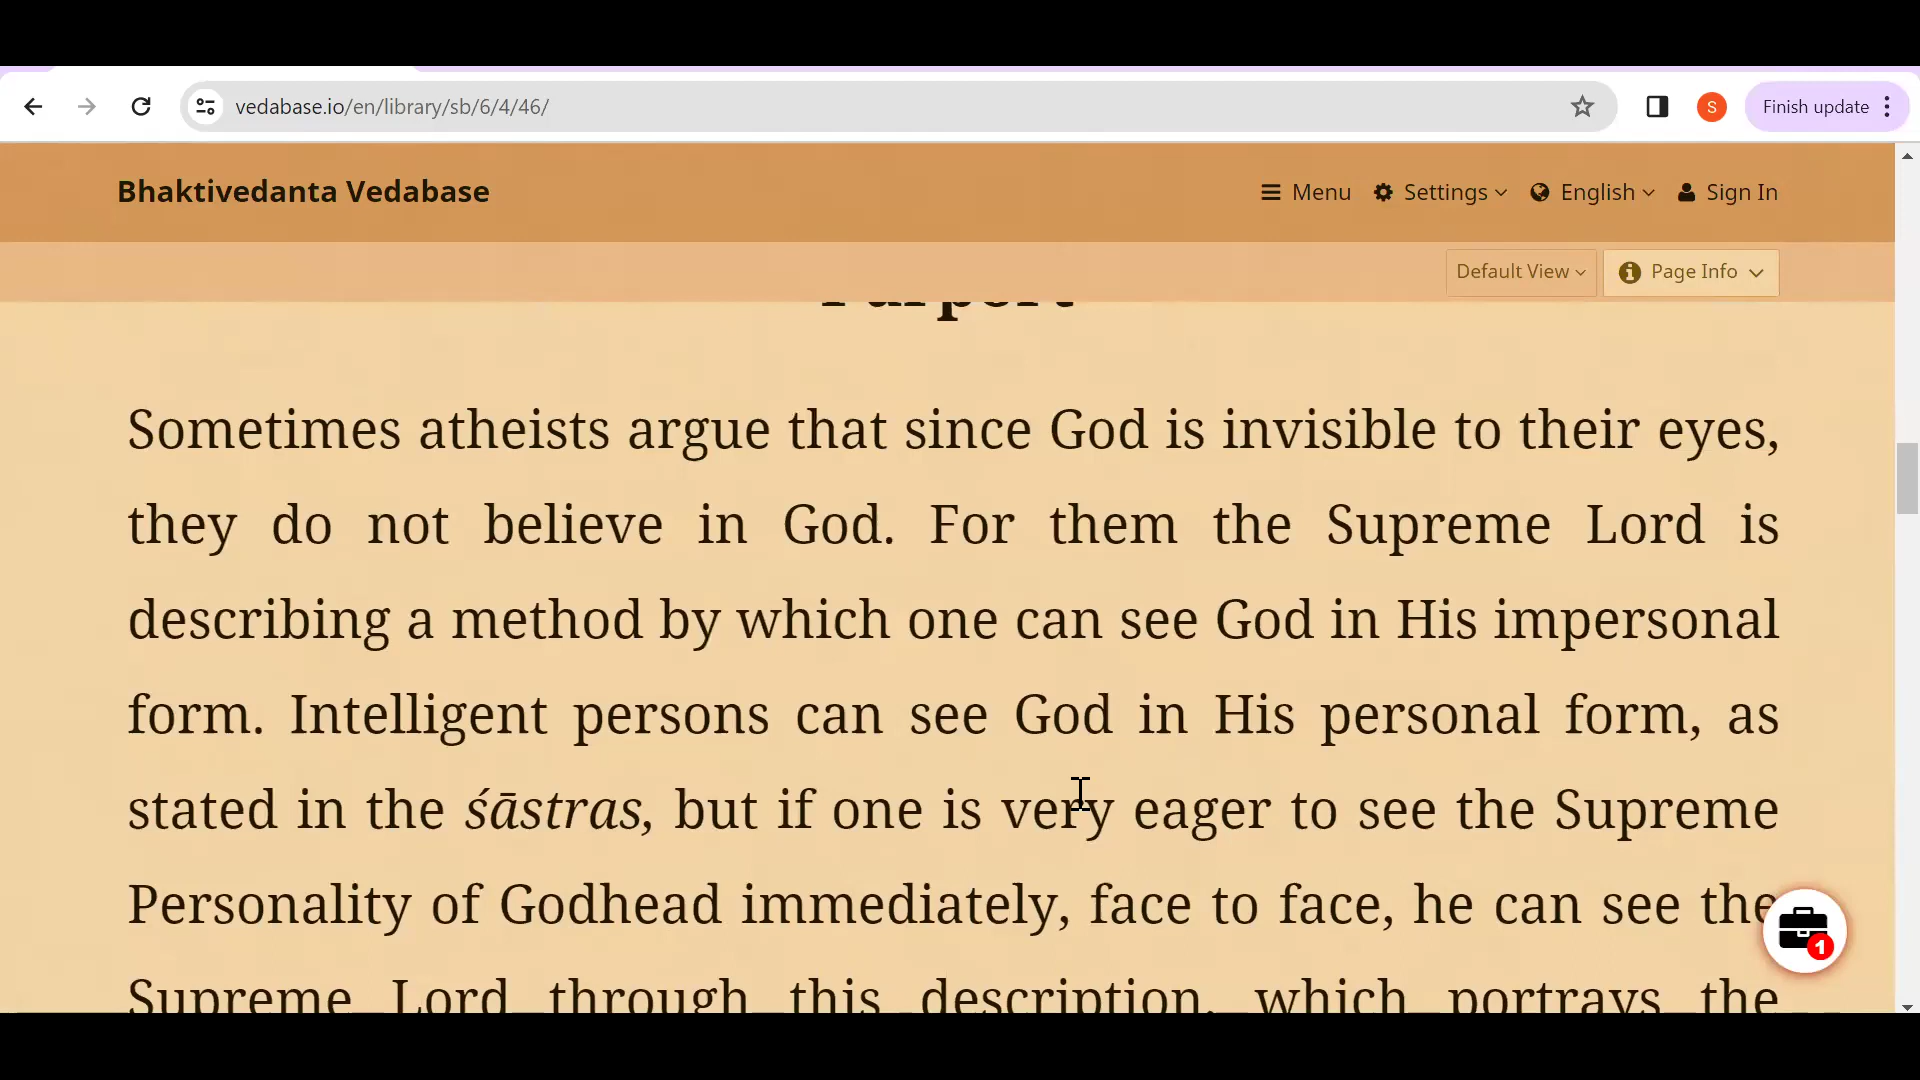 vedabase.io/en/library/sb/6/4/46/
S
Finish update
Bhaktivedanta Vedabase
Menu Settings English Sign In
Default View Page Info
Purport
Sometimes atheists argue that since God is invisible to their eyes,
they do not believe in God. For them the Supreme Lord is
describing a method by which one can see God in His impersonal
form. Intelligent persons can see God in His personal form, as
stated in the śāstras, but if one is very eager to see the Supreme
Personality of Godhead immediately, face to face, he can see the
Supreme Lord through this description, which portrays the
1